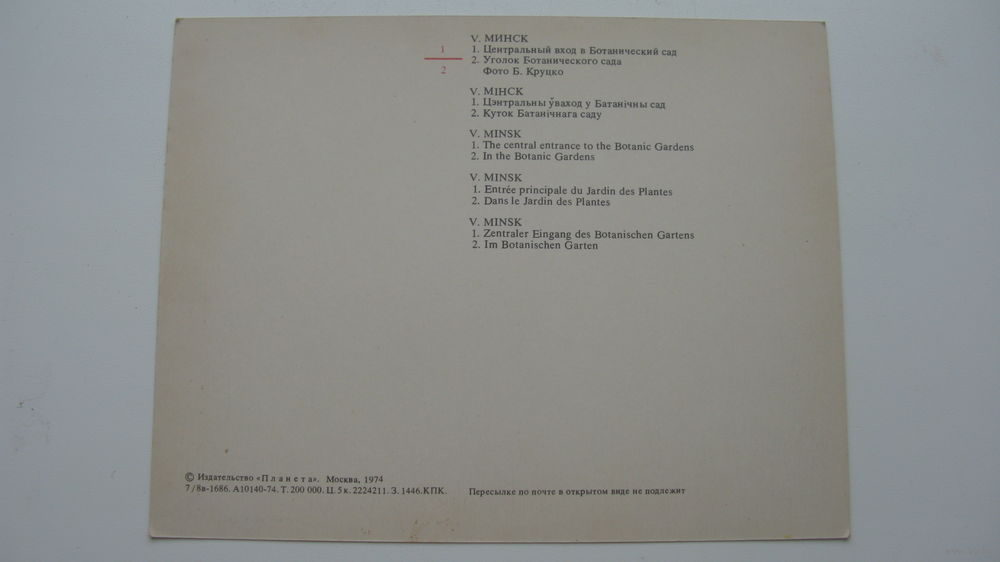 1
2
V. МИНСК
1. Центральный вход в Ботанический сад
2. Уголок Ботанического сада
Фото Б. Круцко
V. МІНСК
1. Цэнтральны ўваход у Батанічны сад
2. Куток Батанічнага саду
V. MINSK
1. The central entrance to the Botanic Gardens
2. In the Botanic Gardens
V. MINSK
1. Entrée principale du Jardin des Plantes
2. Dans le Jardin des Plantes
V. MINSK
1. Zentraler Eingang des Botanischen Gartens
2. Im Botanischen Garten
© Издательство «Планета». Москва, 1974
7/8в-1686. А10140-74. Т. 200 000. Ц. 5 к. 2224211. З. 1446. КПК. Пересылке по почте в открытом виде не подлежит